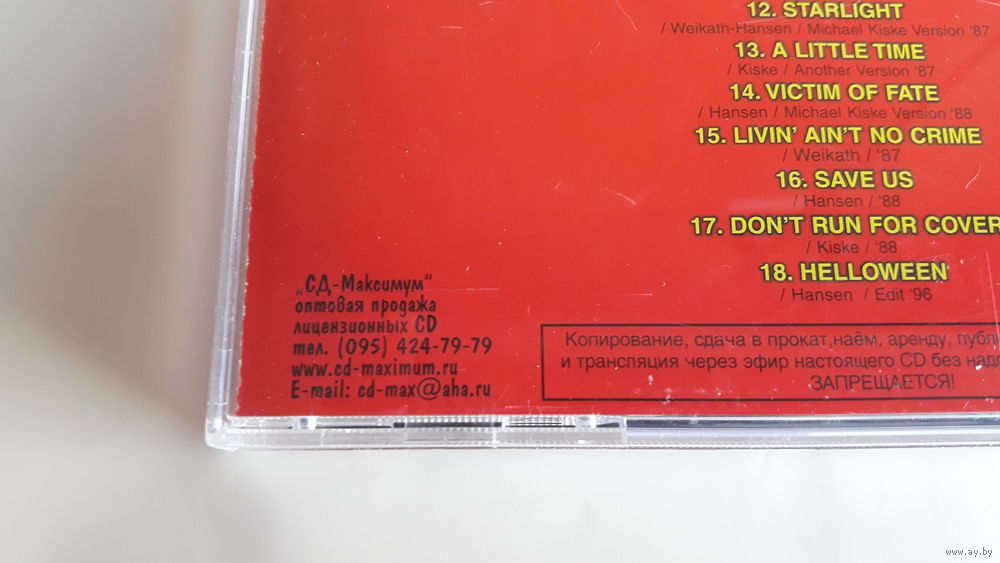 12. STARLIGHT
/ Weikath-Hansen / Michael Kiske Version '87
13. A LITTLE TIME
/ Kiske / Another Version '87
14. VICTIM OF FATE
/ Hansen / Michael Kiske Version '88
15. LIVIN' AIN'T NO CRIME
/ Weikath / '87
16. SAVE US
/ Hansen / '88
17. DON'T RUN FOR COVER
/ Kiske / '88
18. HELLOWEEN
/ Hansen / Edit '96
„СД-Максимум“
оптовая продажа
лицензионных CD
тел. (095) 424-79-79
www.cd-maximum.ru
E-mail: cd-max@aha.ru
Копирование, сдача в прокат,наём, аренду,
и трансляция через эфир настоящего CD без
ЗАПРЕЩАЕТСЯ!
www.ay.by